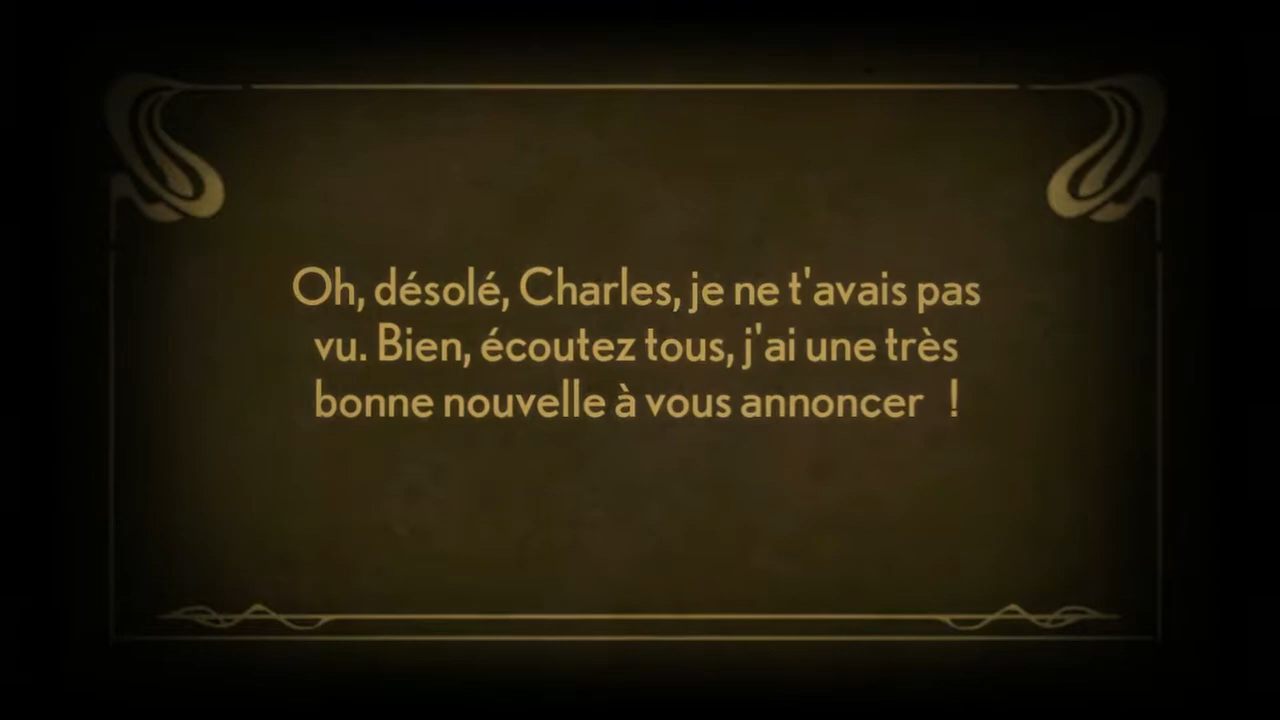 Oh, désolé, Charles, je ne t'avais pas
vu. Bien, écoutez tous, j'ai une très
bonne nouvelle à vous annoncer  !